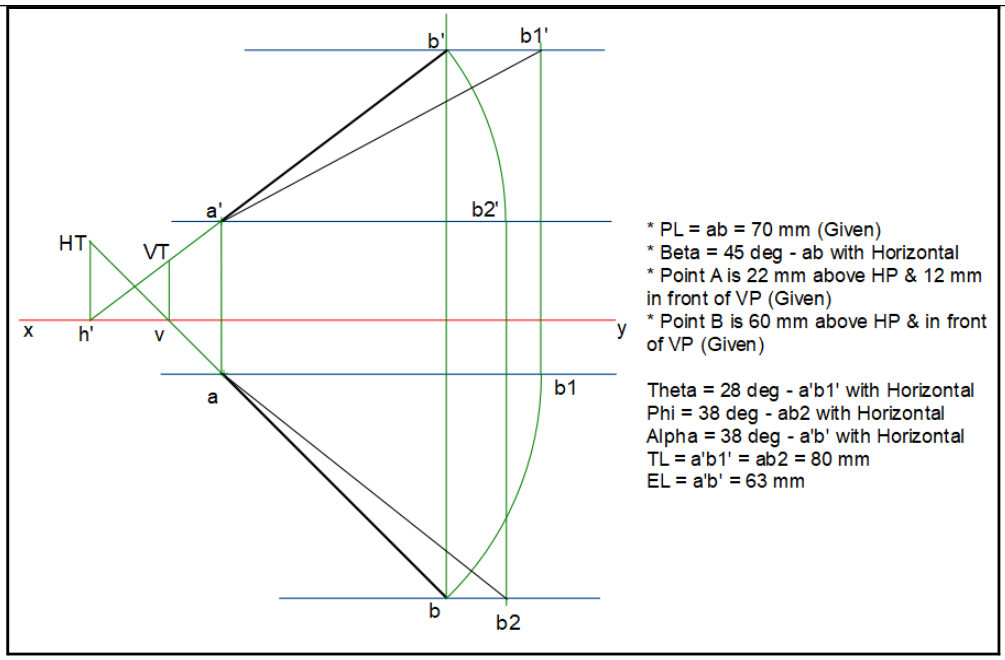 b'
b1'
a'
b2'
HT
VT
x
h'
v
y
a
b1
b
b2
* PL = ab = 70 mm (Given)
* Beta = 45 deg - ab with Horizontal
* Point A is 22 mm above HP & 12 mm
in front of VP (Given)
* Point B is 60 mm above HP & in front
of VP (Given)
Theta = 28 deg - a'b1' with Horizontal
Phi = 38 deg - ab2 with Horizontal
Alpha = 38 deg - a'b' with Horizontal
TL = a'b1' = ab2 = 80 mm
EL = a'b' = 63 mm